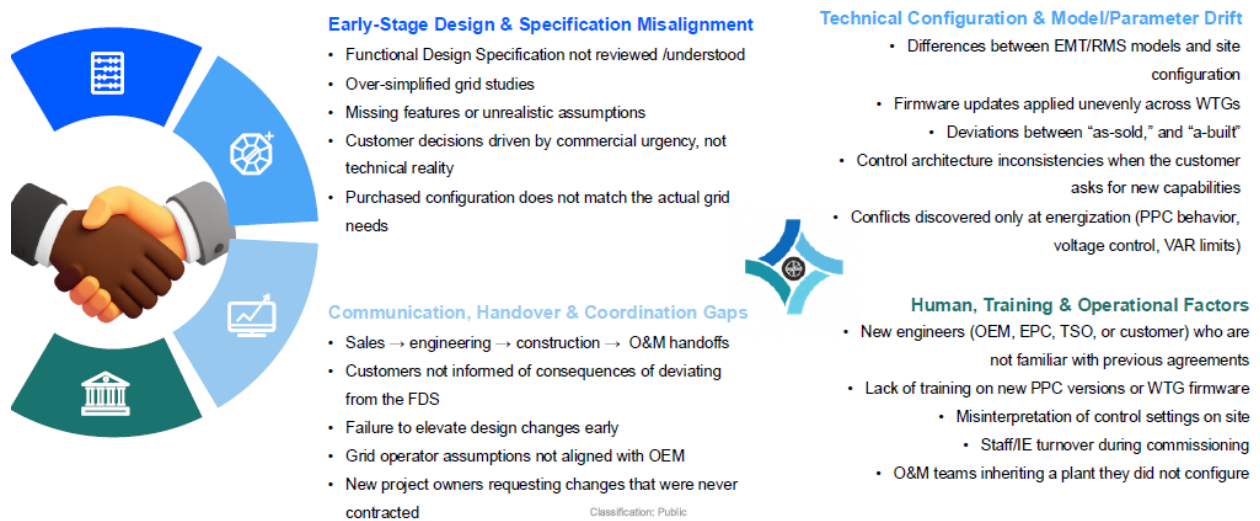 Early-Stage Design & Specification Misalignment
• Functional Design Specification not reviewed /understood
• Over-simplified grid studies
• Missing features or unrealistic assumptions
• Customer decisions driven by commercial urgency, not
technical reality
• Purchased configuration does not match the actual grid
needs
Technical Configuration & Model/Parameter Drift
• Differences between EMT/RMS models and site
configuration
• Firmware updates applied unevenly across WTGs
• Deviations between “as-sold,” and “a-built”
• Control architecture inconsistencies when the customer
asks for new capabilities
• Conflicts discovered only at energization (PPC behavior,
voltage control, VAR limits)
Communication, Handover & Coordination Gaps
• Sales → engineering → construction → O&M handoffs
• Customers not informed of consequences of deviating
from the FDS
• Failure to elevate design changes early
• Grid operator assumptions not aligned with OEM
• New project owners requesting changes that were never
contracted
Human, Training & Operational Factors
• New engineers (OEM, EPC, TSO, or customer) who are
not familiar with previous agreements
• Lack of training on new PPC versions or WTG firmware
• Misinterpretation of control settings on site
• Staff/IE turnover during commissioning
• O&M teams inheriting a plant they did not configure
Classification: Public